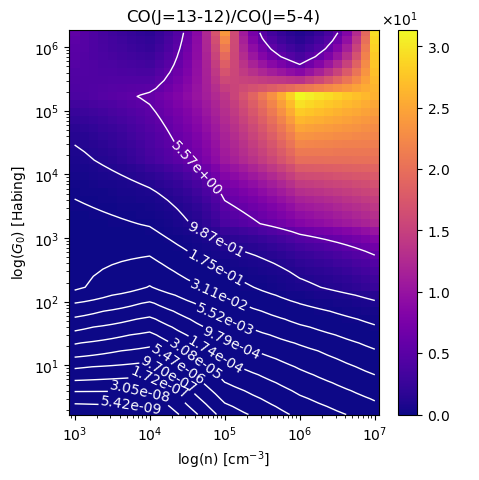 CO(J=13-12)/CO(J=5-4)
×10¹
10⁶
10⁵
10⁴
10³
10²
10¹
log(G₀) [Habing]
5.57e+00
9.87e-01
1.75e-01
3.11e-02
5.52e-03
9.79e-04
1.74e-04
3.08e-05
5.47e-06
9.70e-07
1.72e-07
3.05e-08
5.42e-09
10³ 10⁴ 10⁵ 10⁶ 10⁷
log(n) [cm⁻³]
3.0
2.5
2.0
1.5
1.0
0.5
0.0